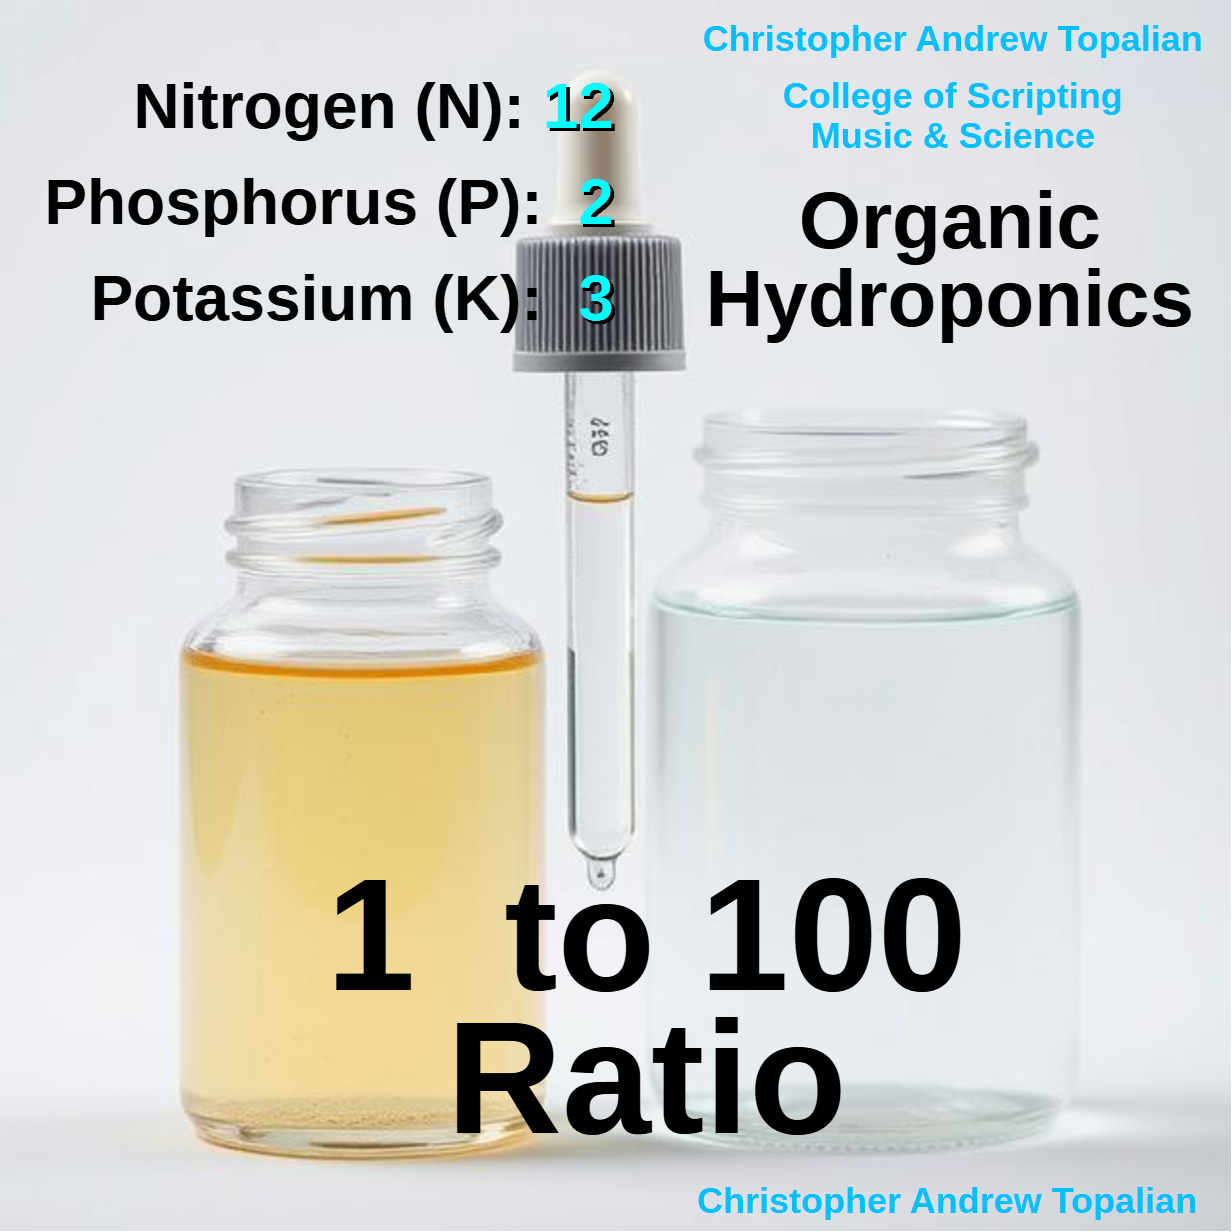 Christopher Andrew Topalian
College of Scripting
Music & Science
Nitrogen (N): 12
Phosphorus (P): 2
Potassium (K): 3
Organic
Hydroponics
1 to 100
Ratio
Christopher Andrew Topalian